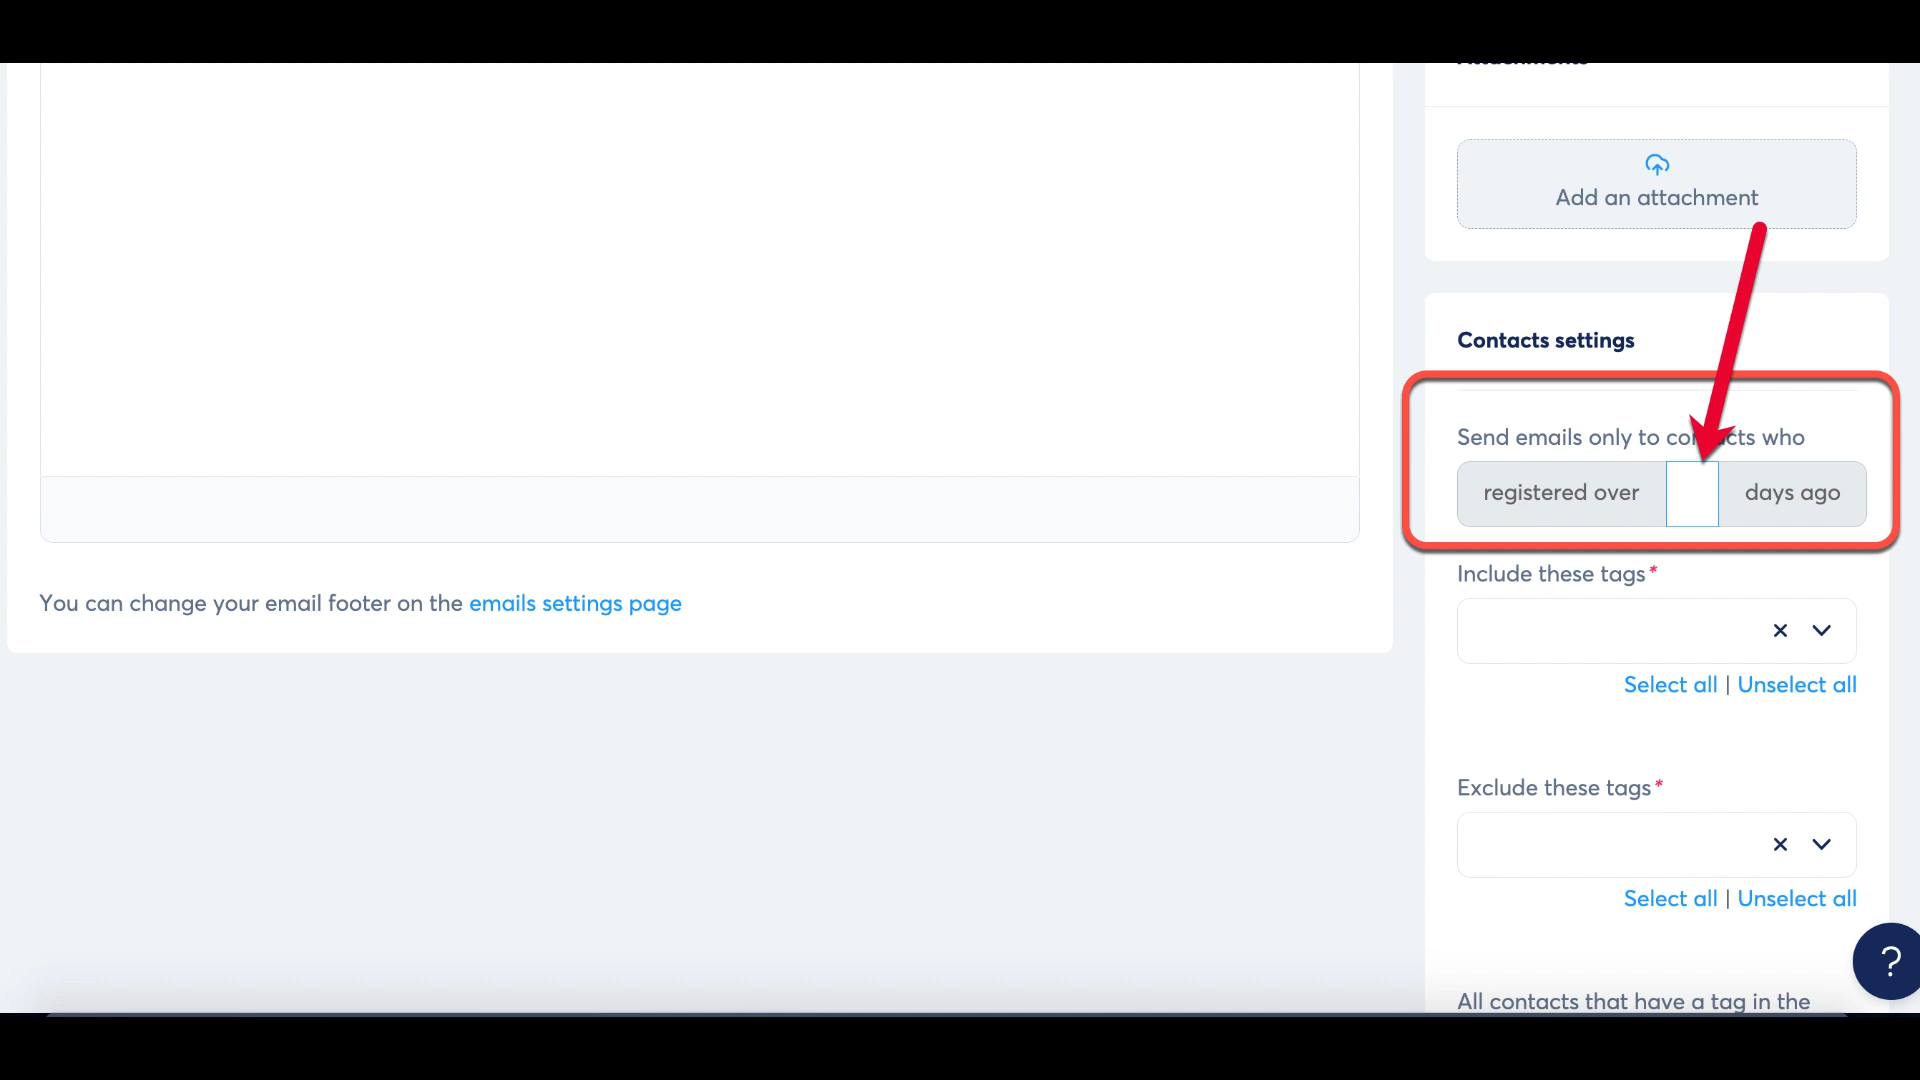 Add an attachment
Contacts settings
Send emails only to contacts who
registered over days ago
You can change your email footer on the emails settings page
Include these tags*
Select all | Unselect all
Exclude these tags*
Select all | Unselect all
?
All contacts that have a tag in the